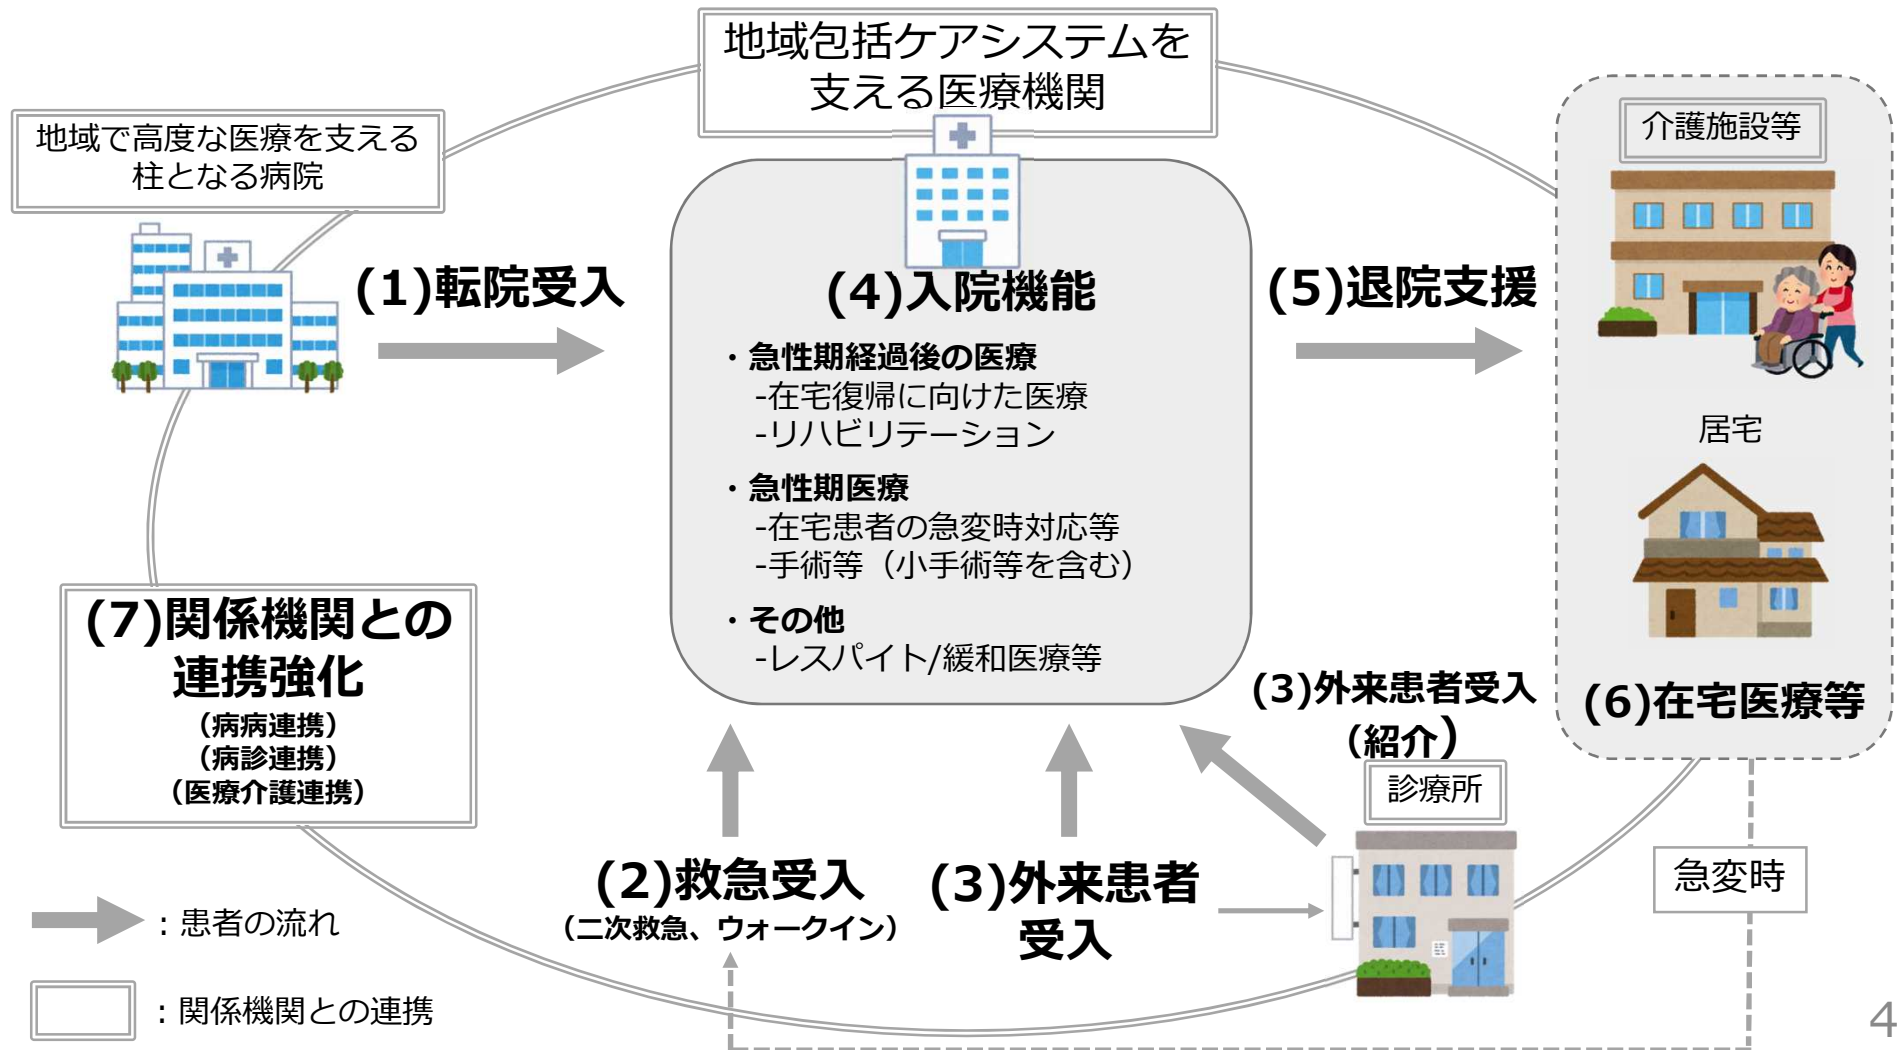 地域包括ケアシステムを
支える医療機関
地域で高度な医療を支える
柱となる病院
介護施設等
(1)転院受入
(4)入院機能
(5)退院支援
・急性期経過後の医療
-在宅復帰に向けた医療
-リハビリテーション
・急性期医療
-在宅患者の急変時対応等
-手術等（小手術等を含む）
・その他
-レスパイト/緩和医療等
居宅
(6)在宅医療等
(7)関係機関との
連携強化
（病病連携）
（病診連携）
（医療介護連携）
(3)外来患者受入
（紹介）
診療所
(2)救急受入
（二次救急、ウォークイン）
(3)外来患者
受入
急変時
：患者の流れ
：関係機関との連携
4